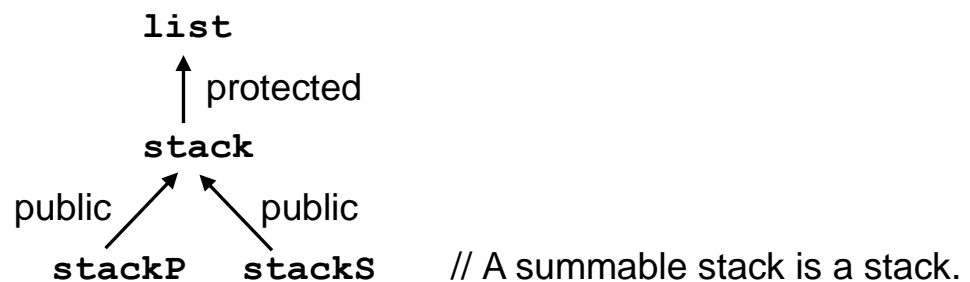 list
protected
stack
public public
stackP stackS // A summable stack is a stack.